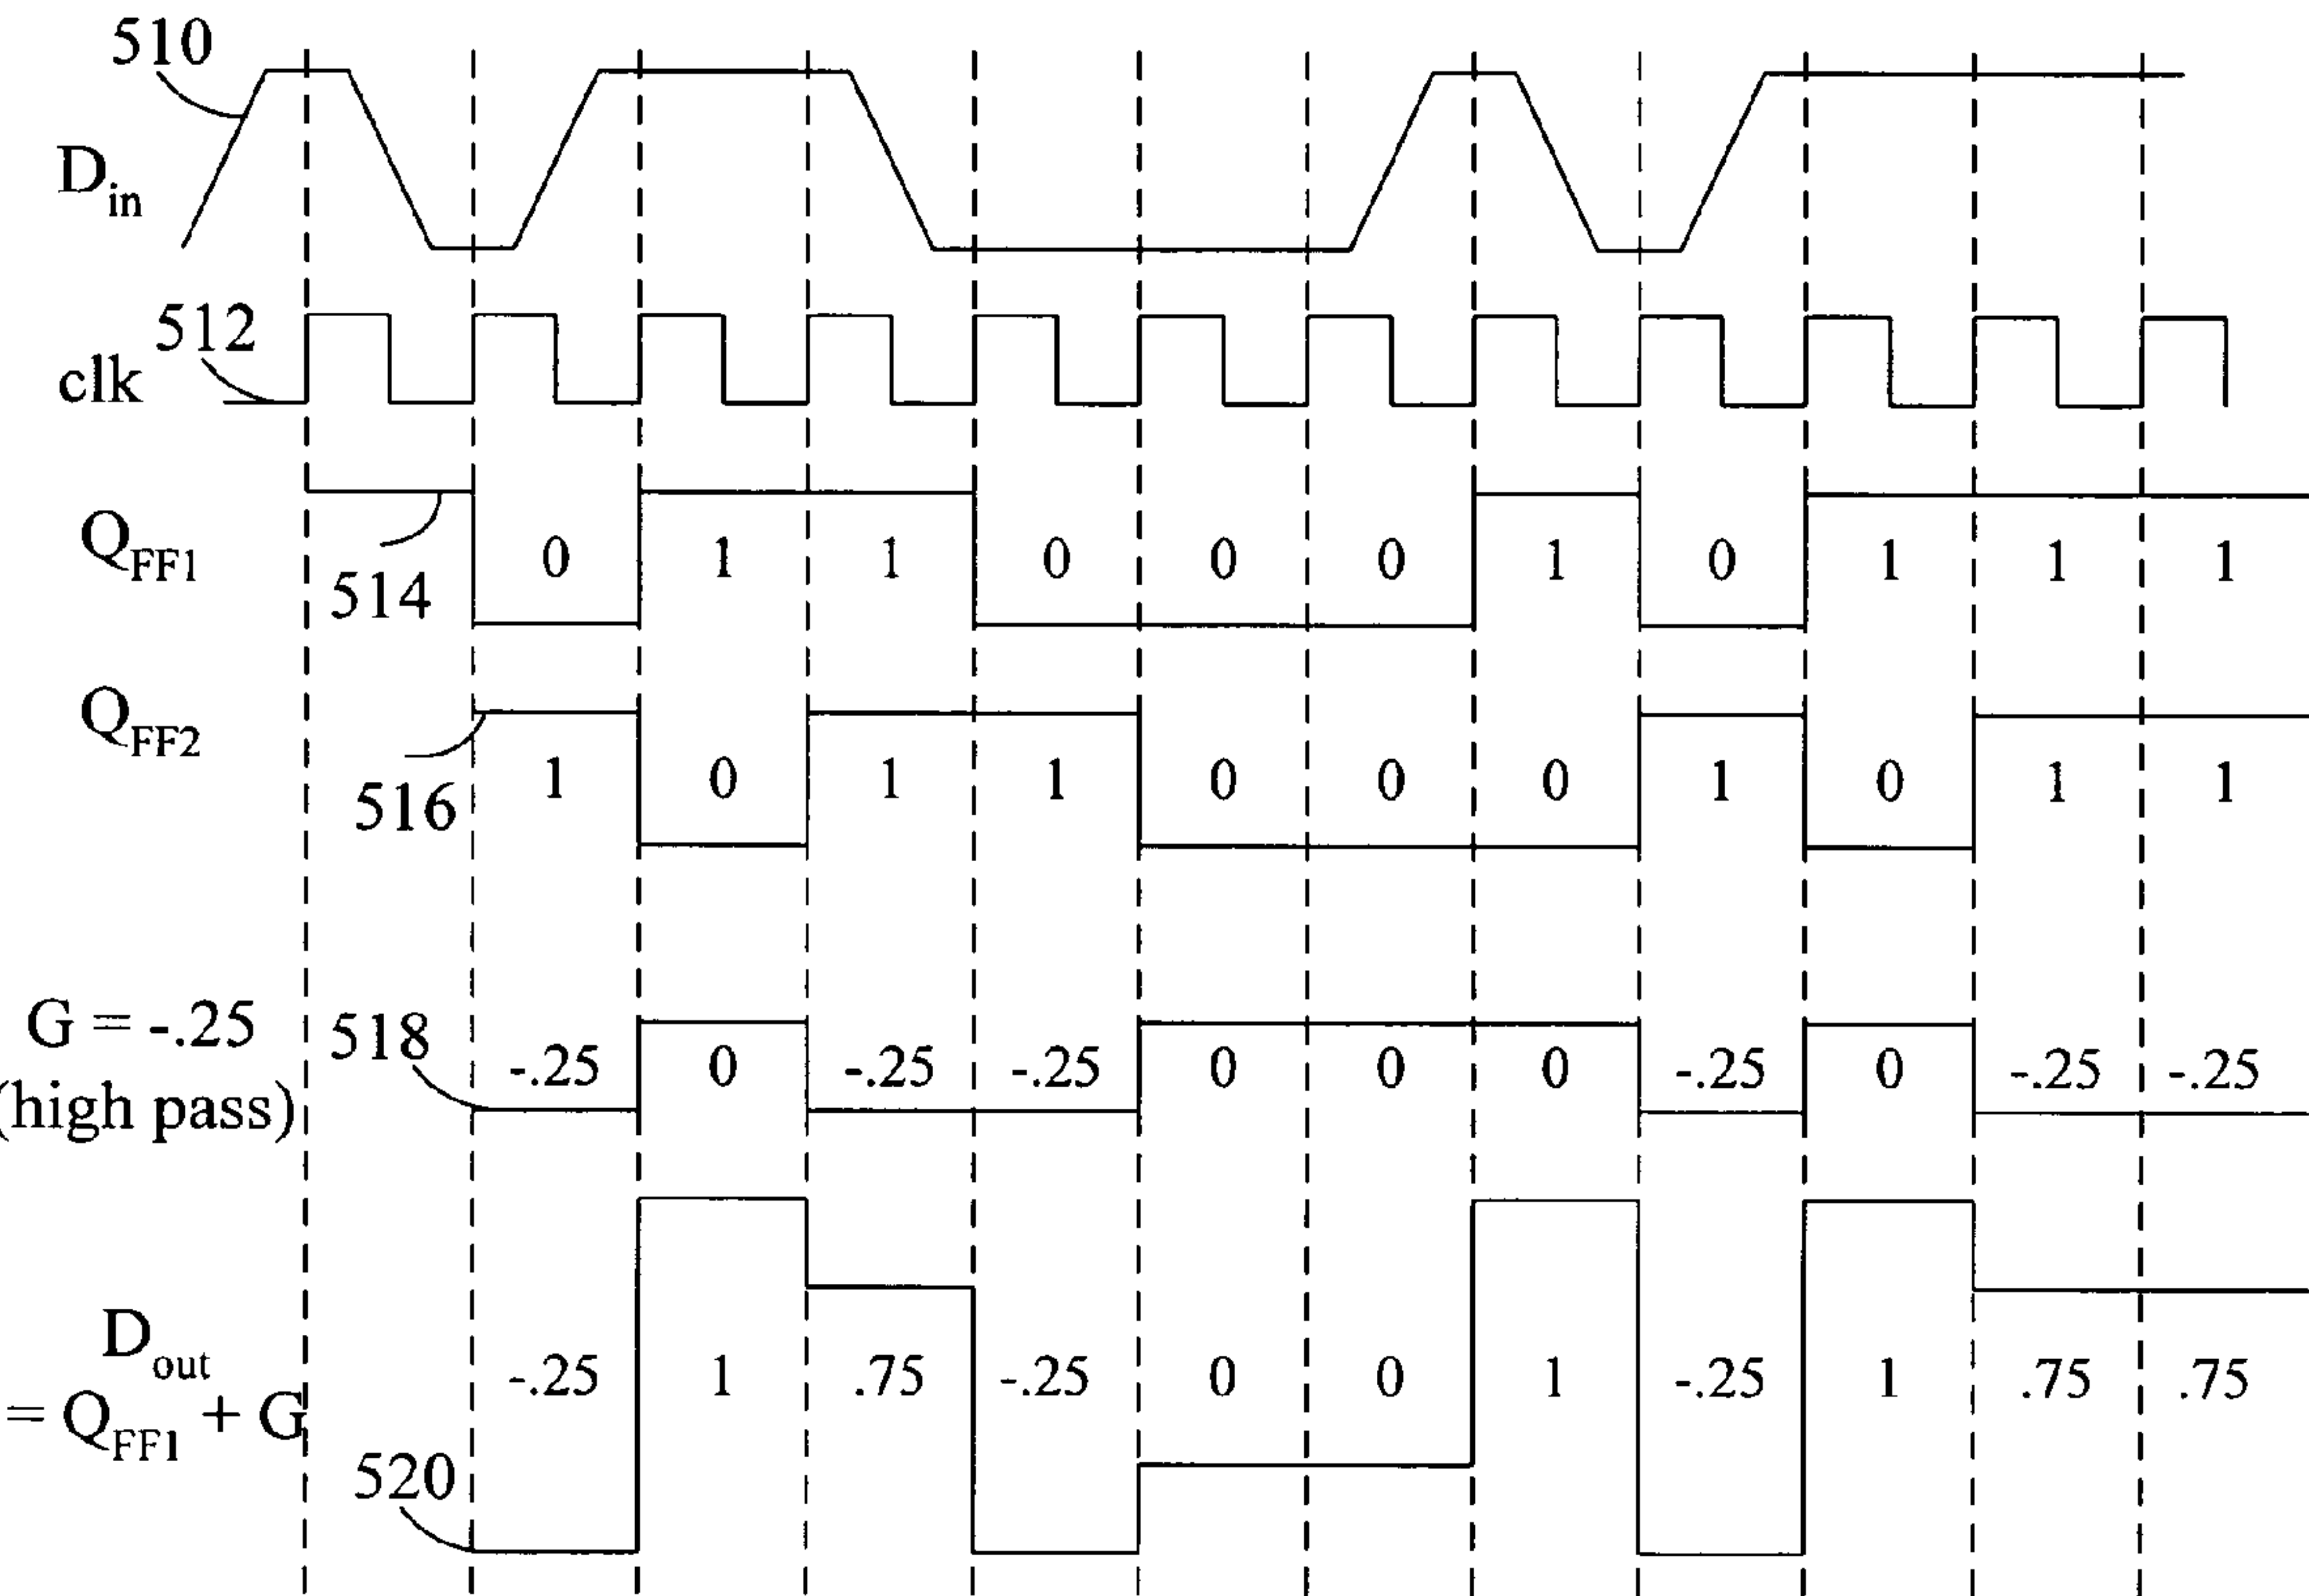 510
D_in
512
clk
Q_FF1
0 1 1 0 0 0 1 0 1 1 1
514
Q_FF2
1 0 1 1 0 0 0 1 0 1 1
516
G = -.25
(high pass)
518
-.25 0 -.25 -.25 0 0 0 -.25 0 -.25 -.25
D_out
= Q_FF1 + G
-.25 1 .75 -.25 0 0 1 -.25 1 .75 .75
520